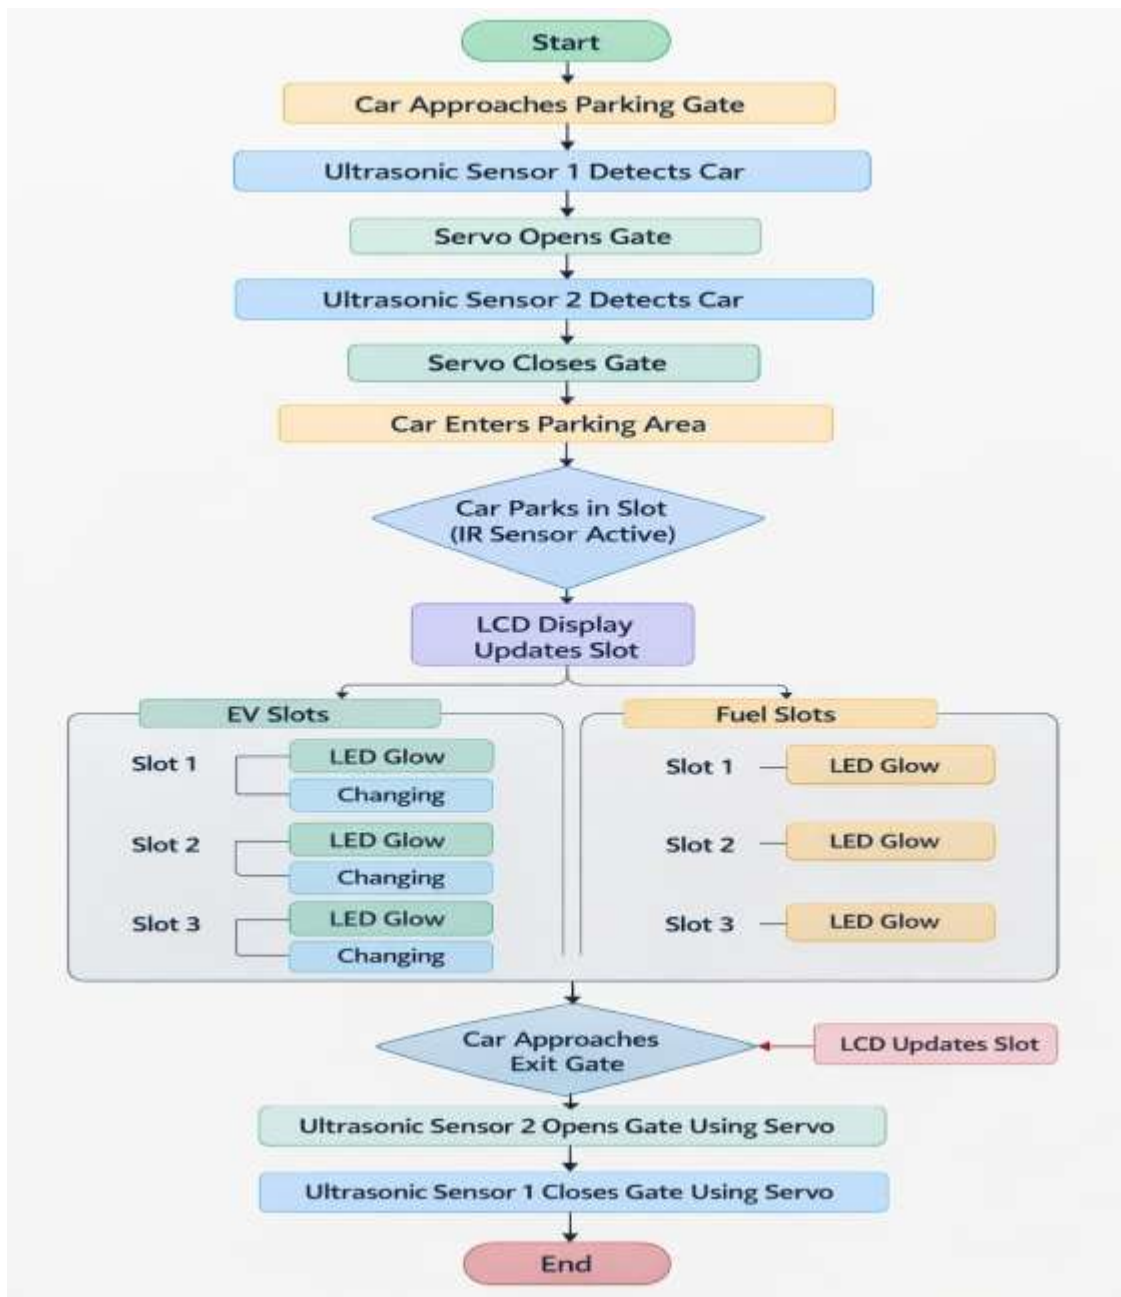 Start
Car Approaches Parking Gate
Ultrasonic Sensor 1 Detects Car
Servo Opens Gate
Ultrasonic Sensor 2 Detects Car
Servo Closes Gate
Car Enters Parking Area
Car Parks in Slot
(IR Sensor Active)
LCD Display
Updates Slot
EV Slots
Slot 1
LED Glow
Changing
Slot 2
LED Glow
Changing
Slot 3
LED Glow
Changing
Fuel Slots
Slot 1
LED Glow
Slot 2
LED Glow
Slot 3
LED Glow
Car Approaches
Exit Gate
LCD Updates Slot
Ultrasonic Sensor 2 Opens Gate Using Servo
Ultrasonic Sensor 1 Closes Gate Using Servo
End